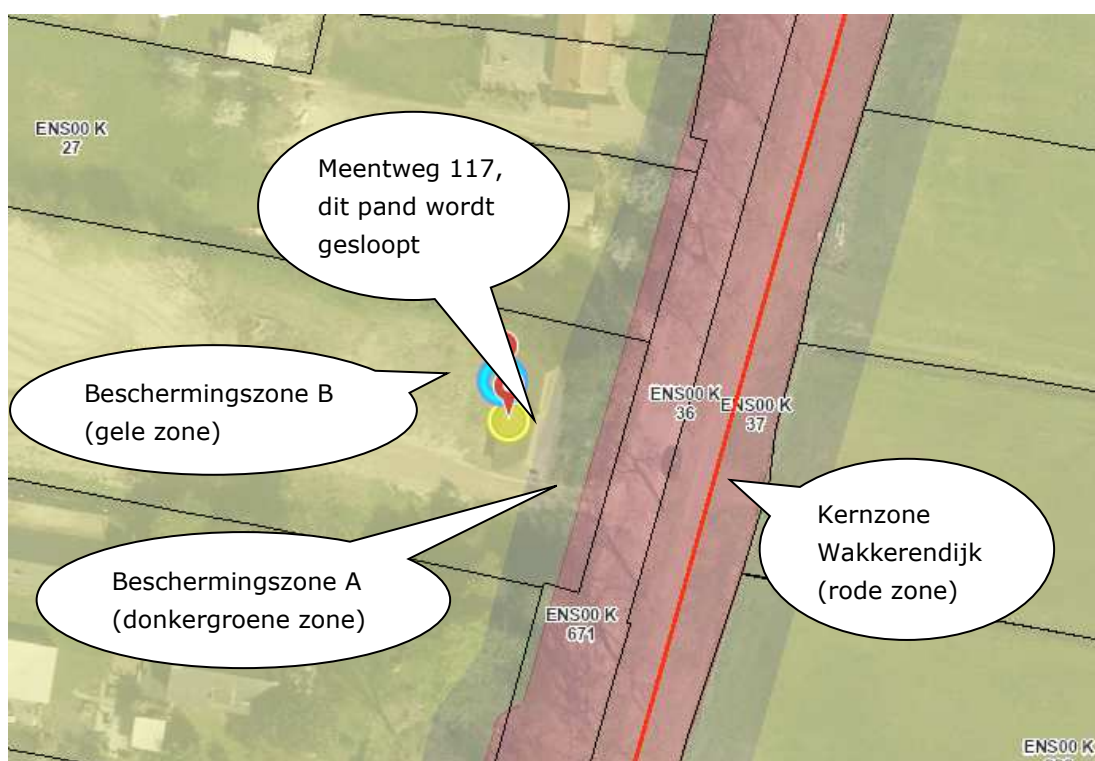 ENS00 K
27
Meentweg 117,
dit pand wordt
gesloopt
Beschermingszone B
(gele zone)
ENS00 K
36
ENS00 K
37
Kernzone
Wakkerendijk
(rode zone)
Beschermingszone A
(donkergroene zone)
ENS00 K
671
ENS00 K